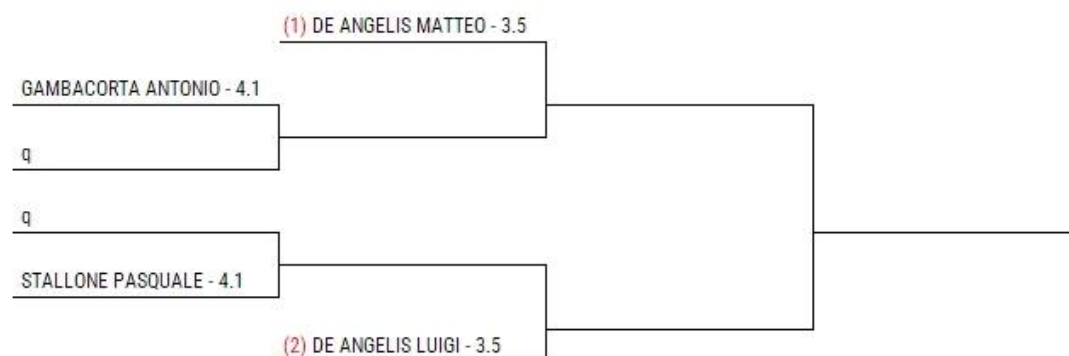 (1) DE ANGELIS MATTEO - 3.5
GAMBACORTA ANTONIO - 4.1
q
q
STALLONE PASQUALE - 4.1
(2) DE ANGELIS LUIGI - 3.5